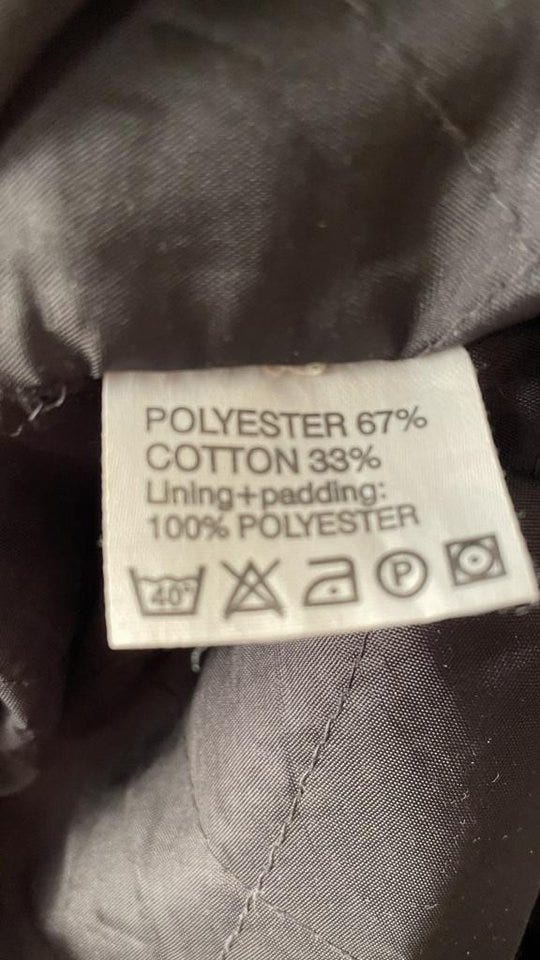 POLYESTER 67%
COTTON 33%
Lining+padding:
100% POLYESTER
40° P